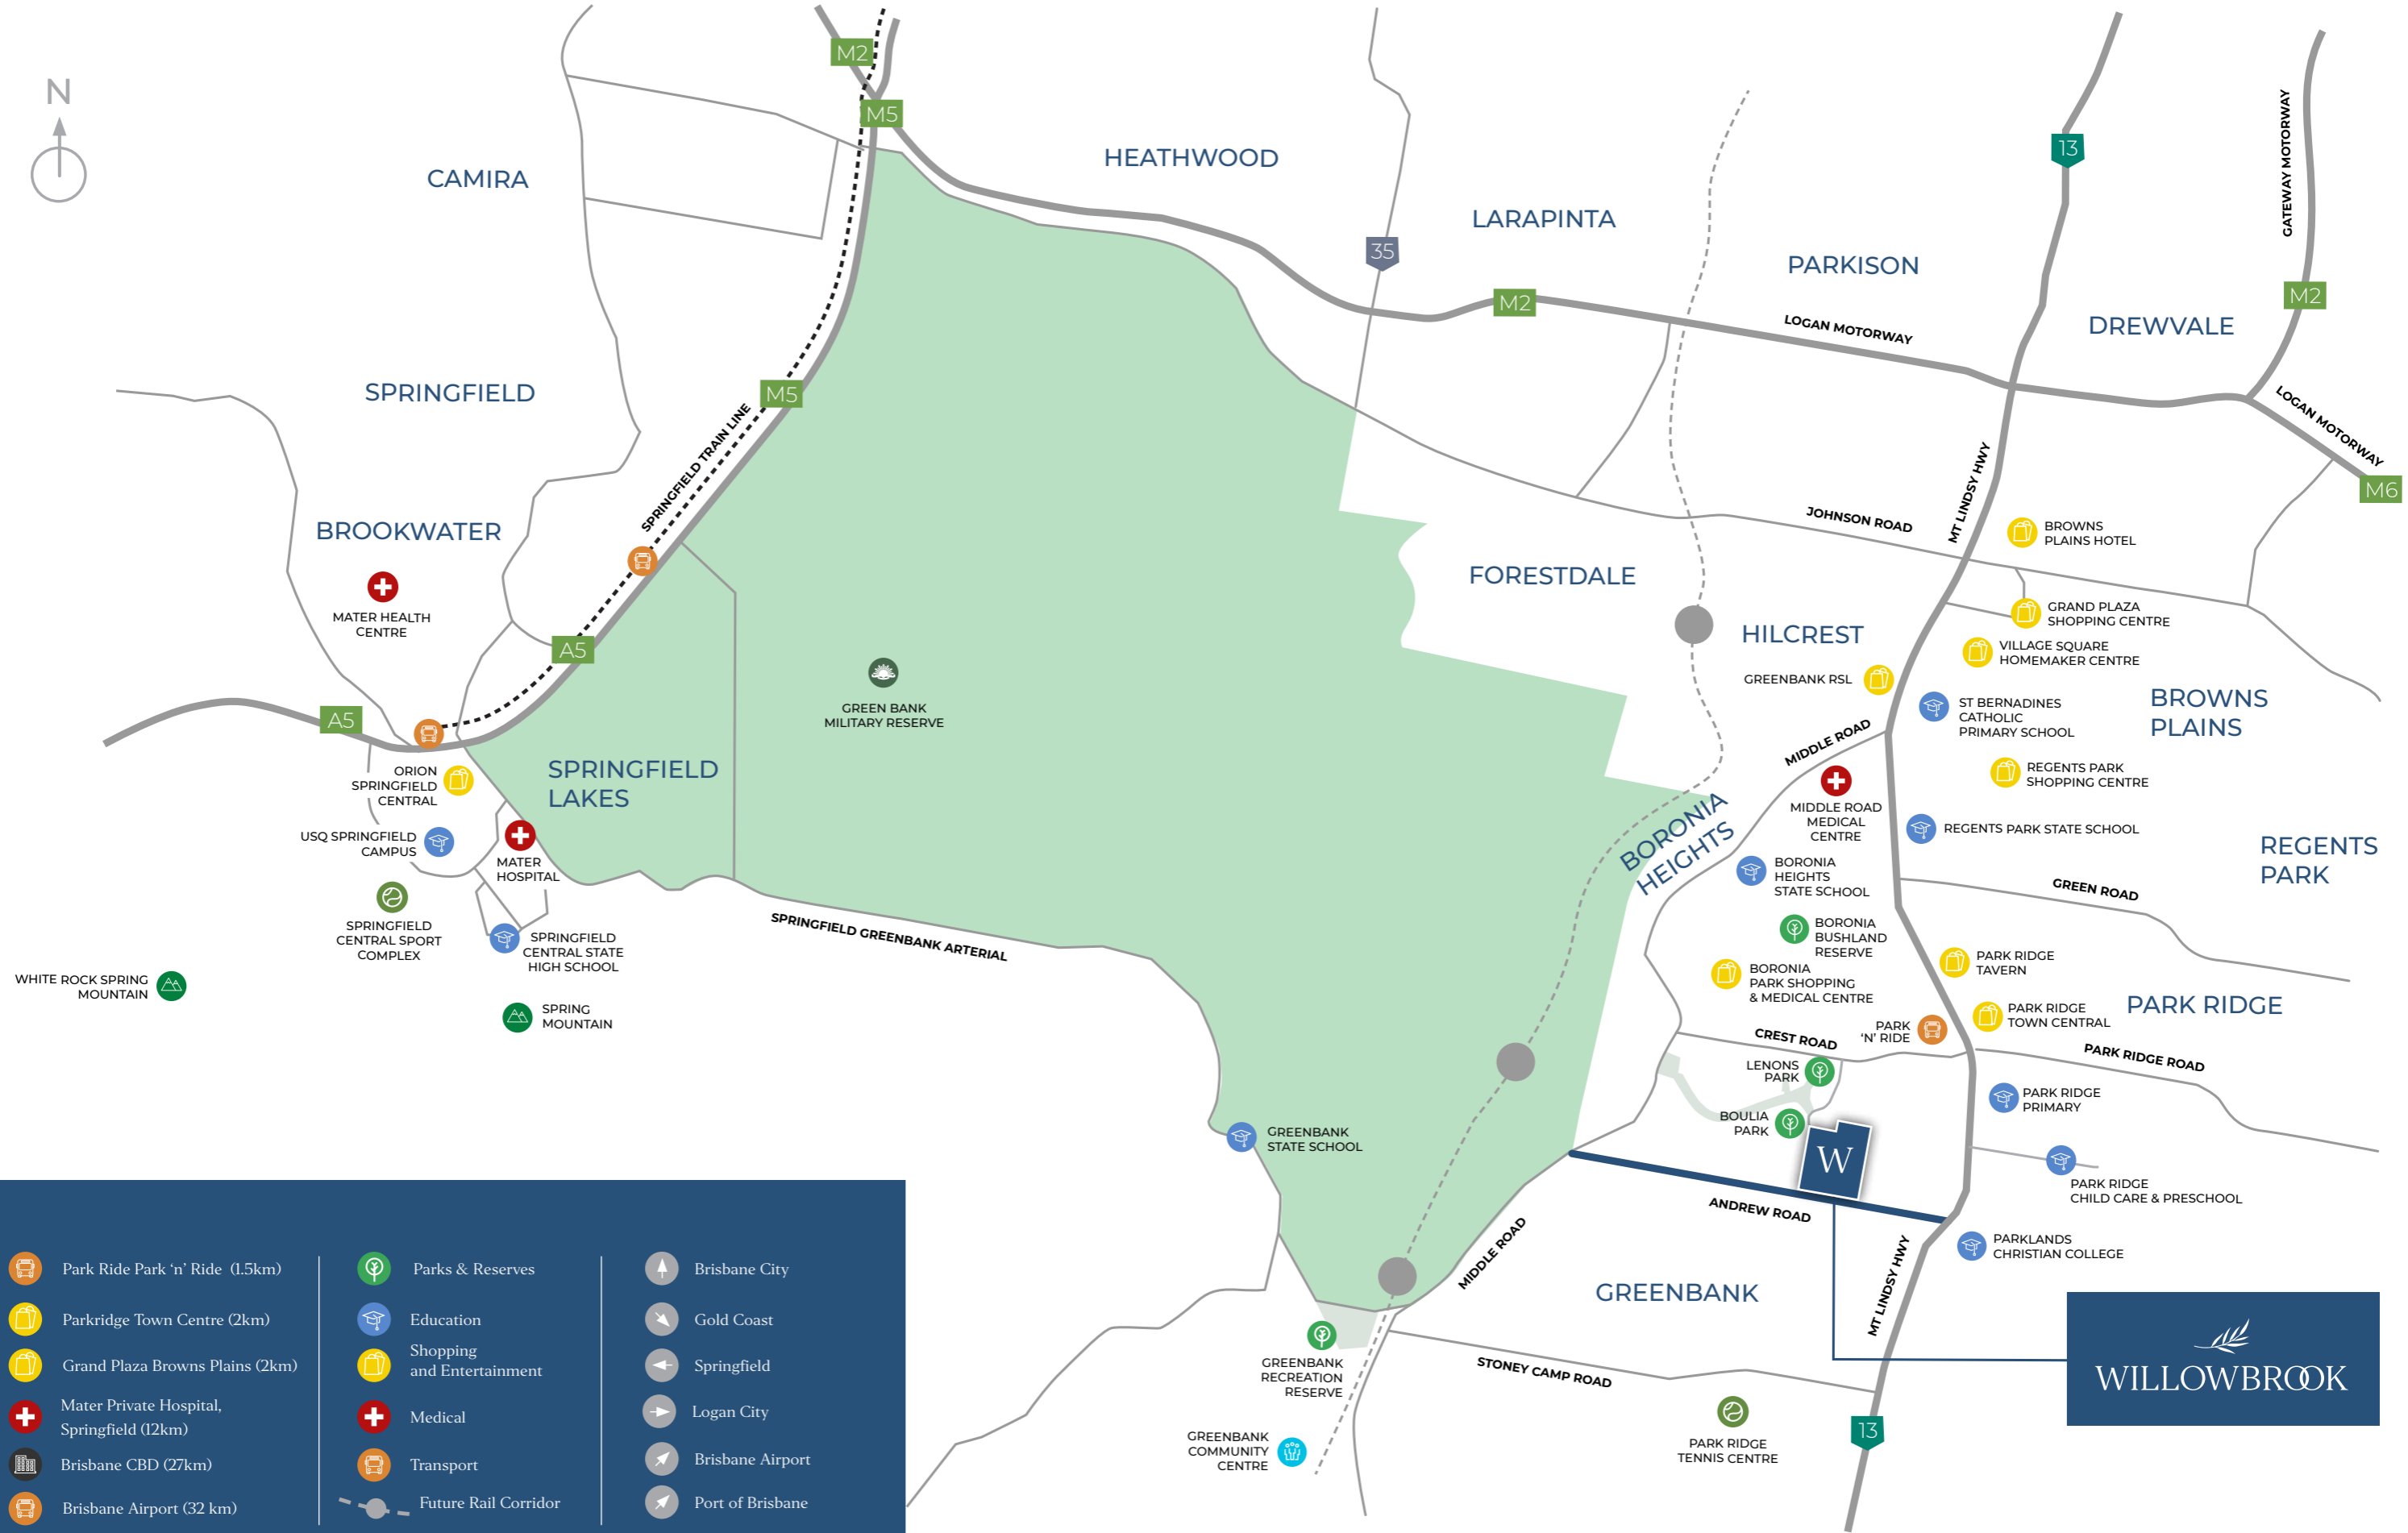 N
M2
M5
CAMIRA
HEATHWOOD
LARAPINTA
PARKISON
35
M2
13
GATEWAY MOTORWAY
M2
DREWVALE
LOGAN MOTORWAY
LOGAN MOTORWAY
M6
SPRINGFIELD
M5
SPRINGFIELD TRAIN LINE
BROOKWATER
MATER HEALTH
CENTRE
A5
A5
MT LINDSY HWY
JOHNSON ROAD
BROWNS
PLAINS HOTEL
FORESTDALE
HILCREST
GRAND PLAZA
SHOPPING CENTRE
VILLAGE SQUARE
HOMEMAKER CENTRE
GREENBANK RSL
ST BERNADINES
CATHOLIC
PRIMARY SCHOOL
BROWNS
PLAINS
GREEN BANK
MILITARY RESERVE
MIDDLE ROAD
ORION
SPRINGFIELD
CENTRAL
SPRINGFIELD
LAKES
REGENTS PARK
SHOPPING CENTRE
MIDDLE ROAD
MEDICAL
CENTRE
REGENTS PARK STATE SCHOOL
REGENTS
PARK
BORONIA
HEIGHTS
USQ SPRINGFIELD
CAMPUS
MATER
HOSPITAL
BORONIA
HEIGHTS
STATE SCHOOL
GREEN ROAD
SPRINGFIELD
CENTRAL SPORT
COMPLEX
SPRINGFIELD
CENTRAL STATE
HIGH SCHOOL
SPRINGFIELD GREENBANK ARTERIAL
BORONIA
BUSHLAND
RESERVE
PARK RIDGE
TAVERN
WHITE ROCK SPRING
MOUNTAIN
BORONIA
PARK SHOPPING
& MEDICAL CENTRE
SPRING
MOUNTAIN
PARK RIDGE
TOWN CENTRAL
PARK RIDGE
PARK
‘N’ RIDE
CREST ROAD
PARK RIDGE ROAD
LENONS
PARK
PARK RIDGE
PRIMARY
BOULIA
PARK
GREENBANK
STATE SCHOOL
W
PARK RIDGE
CHILD CARE & PRESCHOOL
ANDREW ROAD
PARKLANDS
CHRISTIAN COLLEGE
MIDDLE ROAD
GREENBANK
MT LINDSY HWY
WILLOWBROOK
GREENBANK
RECREATION
RESERVE
STONEY CAMP ROAD
13
GREENBANK
COMMUNITY
CENTRE
PARK RIDGE
TENNIS CENTRE
Park Ride Park ‘n’ Ride (1.5km)
Parkridge Town Centre (2km)
Grand Plaza Browns Plains (2km)
Mater Private Hospital,
Springfield (12km)
Brisbane CBD (27km)
Brisbane Airport (32 km)
Parks & Reserves
Education
Shopping
and Entertainment
Medical
Transport
Future Rail Corridor
Brisbane City
Gold Coast
Springfield
Logan City
Brisbane Airport
Port of Brisbane